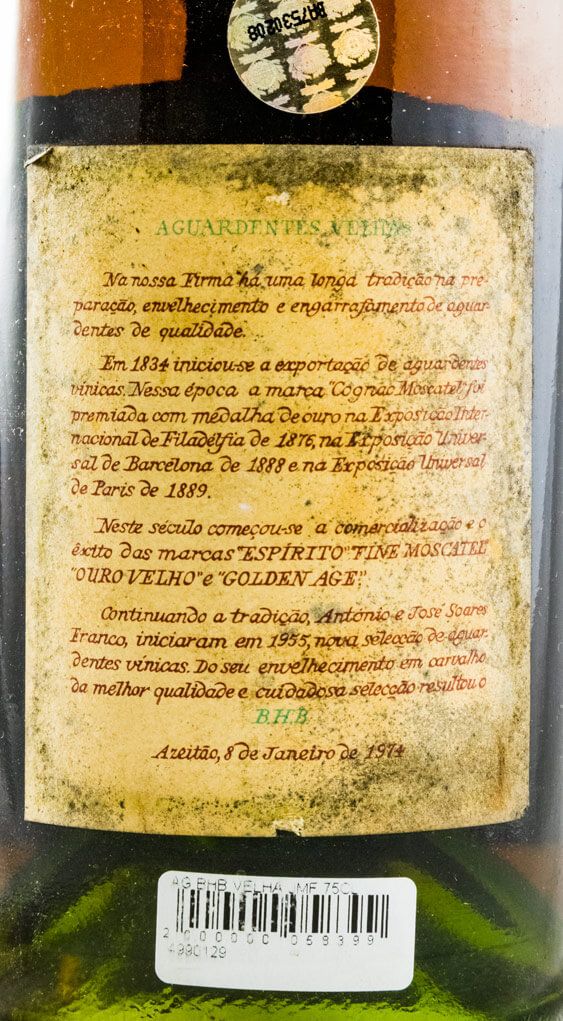 BA7530208
AGUARDENTES VELHAS
Na nossa Firma há uma longa tradição na pre-
paração, envelhecimento e engarrafamento de aguar-
dentes de qualidade.
Em 1834 iniciou-se a exportação de aguardentes
vínicas. Nessa época a marca "Cognac Moscatel" foi
premiada com medalha de ouro na Exposição Inter-
nacional de Filadélfia de 1876, na Exposição Univer-
sal de Barcelona de 1888 e na Exposição Universal
de Paris de 1889.
Neste século começou-se a comercialização e o
êxito das marcas "ESPÍRITO" "FINE MOSCATEL"
"OURO VELHO" e "GOLDEN AGE".
Continuando a tradição, António e José Soares
Franco, iniciaram em 1955, nova selecção de aguar-
dentes vínicas. Do seu envelhecimento em carvalho
da melhor qualidade e cuidadosa selecção resultou o
B.H.B
Azeitão, 8 de Janeiro de 1974
AG BHB VELHA JMF 75C
2 000000 058399
4990129